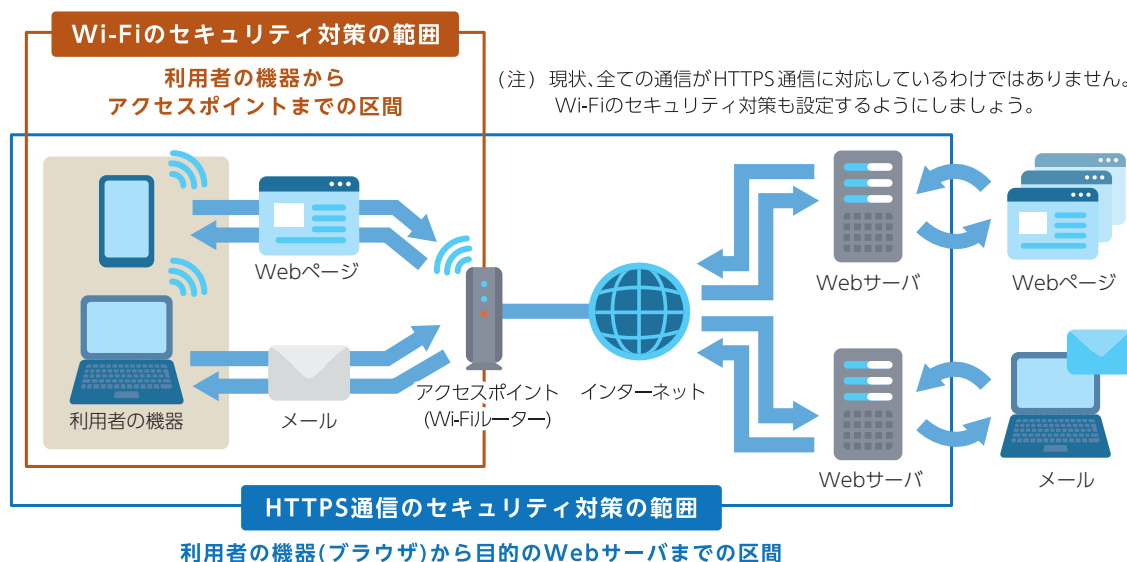 Wi-Fiのセキュリティ対策の範囲
利用者の機器から
アクセスポイントまでの区間
(注) 現状、全ての通信がHTTPS通信に対応しているわけではありません。
Wi-Fiのセキュリティ対策も設定するようにしましょう。
Webページ
Webサーバ
Webページ
利用者の機器
メール
アクセスポイント
(Wi-Fiルーター)
インターネット
Webサーバ
メール
HTTPS通信のセキュリティ対策の範囲
利用者の機器(ブラウザ)から目的のWebサーバまでの区間